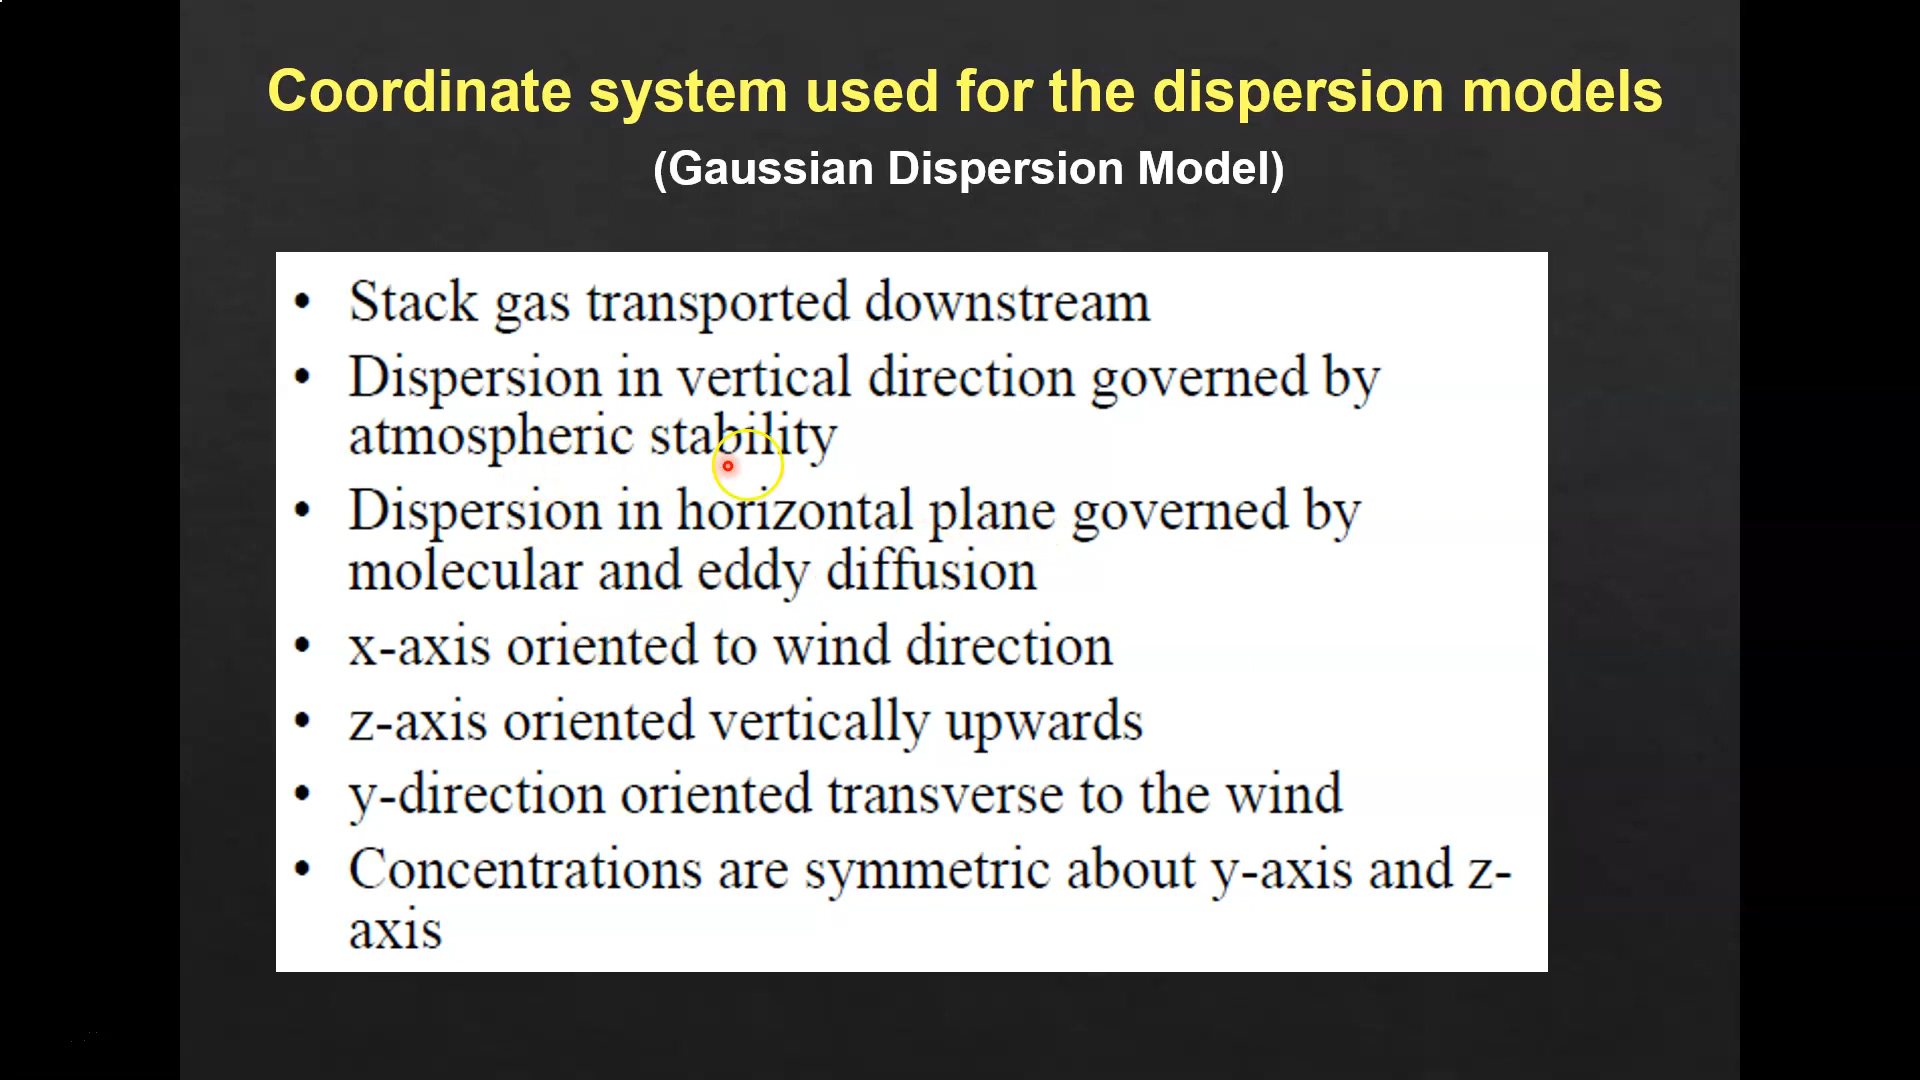 Coordinate system used for the dispersion models
(Gaussian Dispersion Model)
• Stack gas transported downstream
• Dispersion in vertical direction governed by
atmospheric stability
• Dispersion in horizontal plane governed by
molecular and eddy diffusion
• x-axis oriented to wind direction
• z-axis oriented vertically upwards
• y-direction oriented transverse to the wind
• Concentrations are symmetric about y-axis and z-
axis